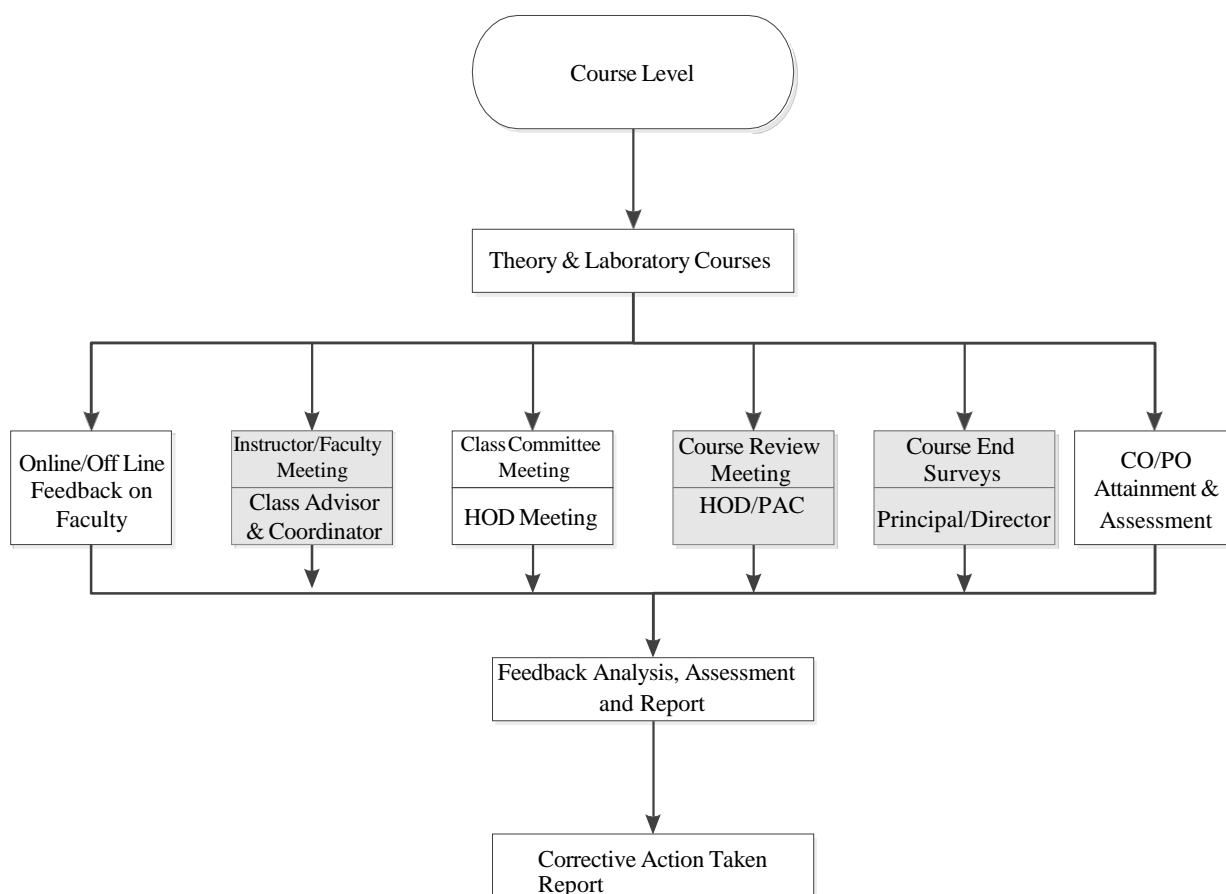 Course Level
Theory & Laboratory Courses
Online/Off Line
Feedback on
Faculty
Instructor/Faculty
Meeting
Class Advisor
& Coordinator
Class Committee
Meeting
HOD Meeting
Course Review
Meeting
HOD/PAC
Course End
Surveys
Principal/Director
CO/PO
Attainment &
Assessment
Feedback Analysis, Assessment
and Report
Corrective Action Taken
Report